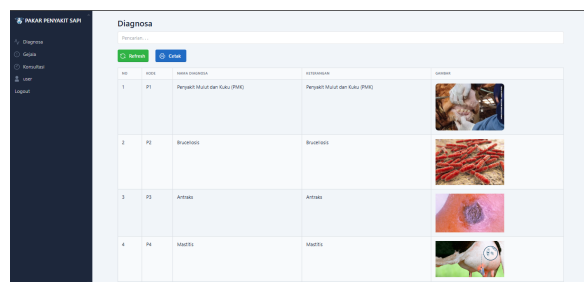 PAKAR PENYAKIT SAPI
Diagnosa
Gejala
Konsultasi
user
Logout
Diagnosa
Pencarian.....
Refresh
Cetak
NO KODE NAMA DIAGNOSA KETERANGAN GAMBAR
1 P1 Penyakit Mulut dan Kuku (PMK) Penyakit Mulut dan Kuku (PMK)
2 P2 Brucellosis Brucellosis
3 P3 Antraks Antraks
4 P4 Mastitis Mastitis